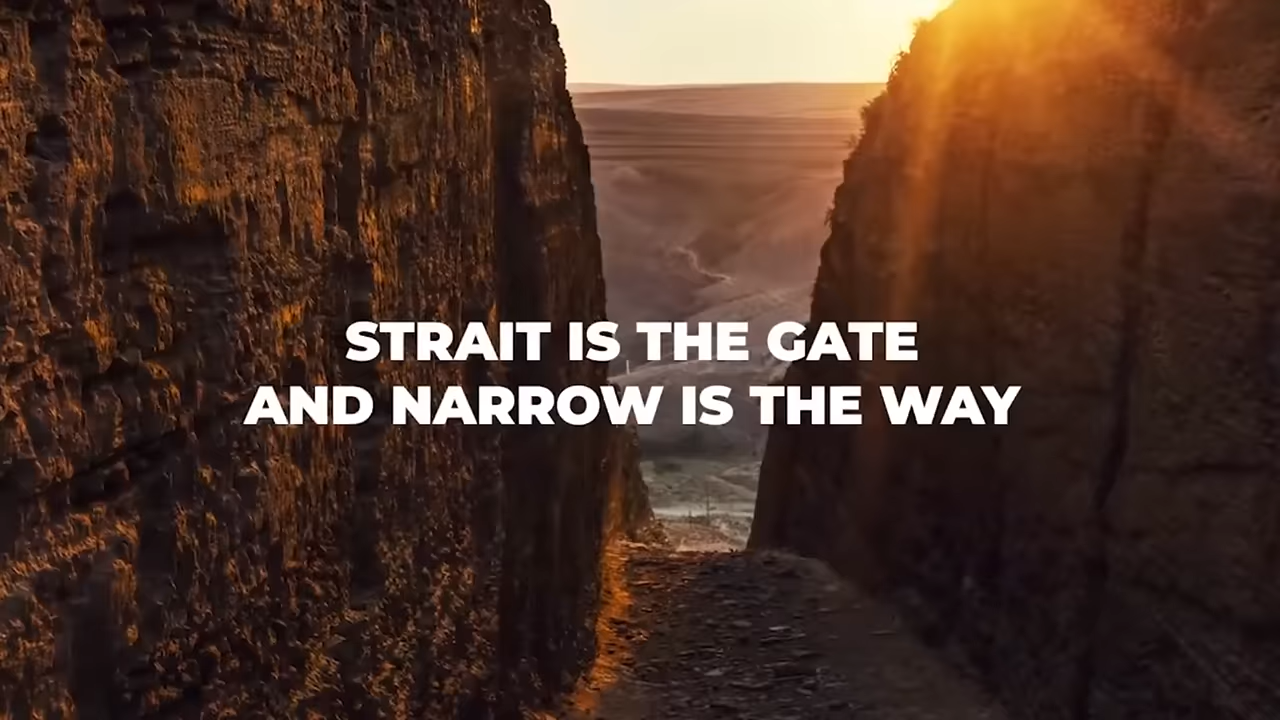 STRAIT IS THE GATE
AND NARROW IS THE WAY